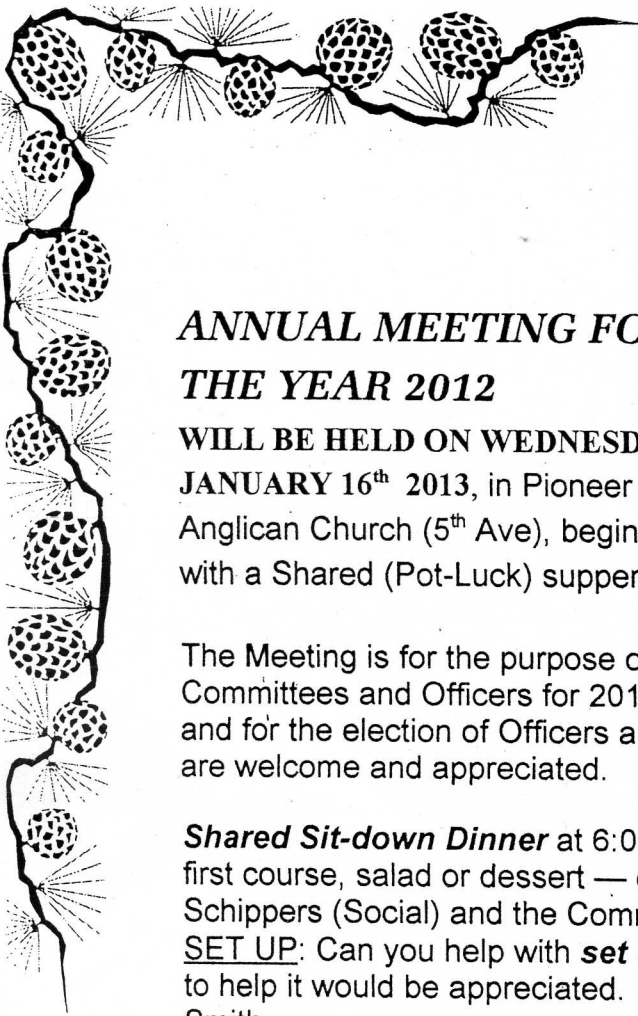 ANNUAL MEETING FO
THE YEAR 2012
WILL BE HELD ON WEDNESD
JANUARY 16th 2013, in Pioneer
Anglican Church (5th Ave), begin
with a Shared (Pot-Luck) supper
The Meeting is for the purpose o
Committees and Officers for 201
and for the election of Officers a
are welcome and appreciated.
Shared Sit-down Dinner at 6:0
first course, salad or dessert —
Schippers (Social) and the Com
SET UP: Can you help with set
to help it would be appreciated.
Smith